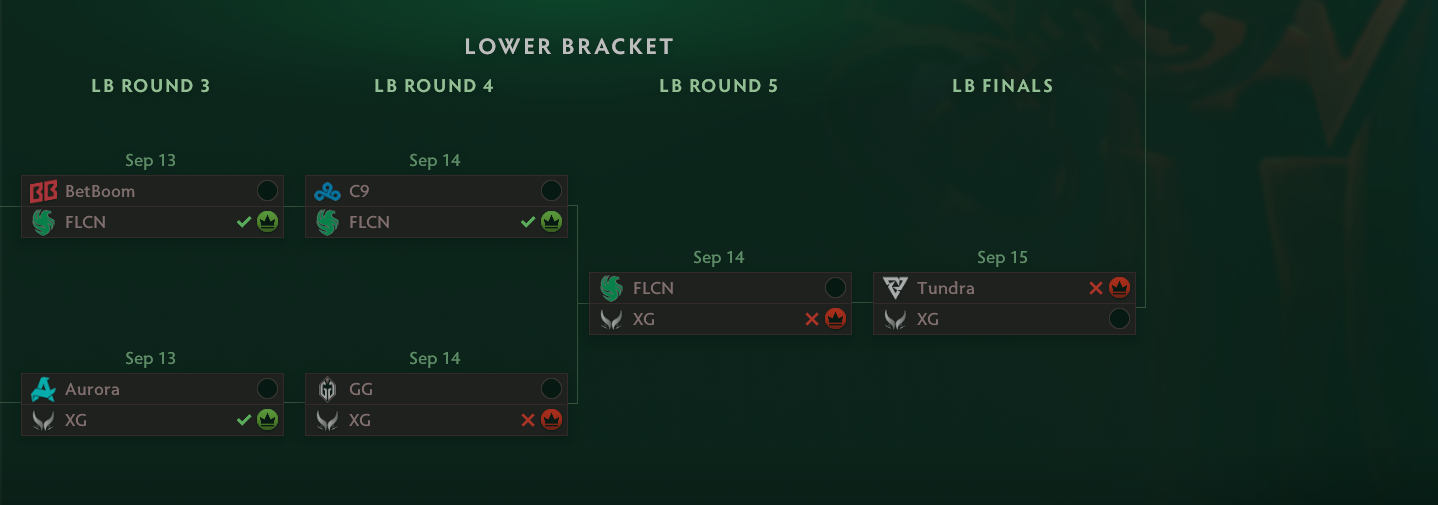 LOWER BRACKET
LB ROUND 3
LB ROUND 4
LB ROUND 5
LB FINALS
Sep 13
BetBoom
FLCN
Sep 14
C9
FLCN
Sep 14
FLCN
XG
Sep 15
Tundra
XG
Sep 13
Aurora
XG
Sep 14
GG
XG